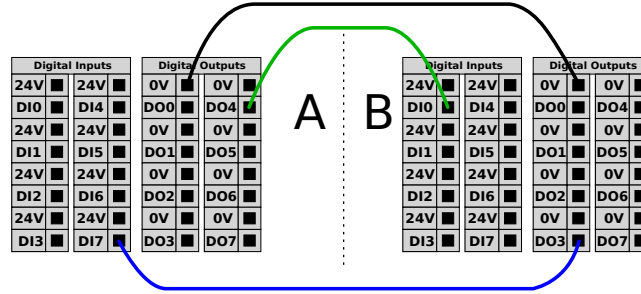 Digital Inputs Digital Outputs Digital Inputs Digital Outputs
24V 24V 0V 0V 24V 24V 0V 0V
DI0 DI4 DO0 DO4 A B DI0 DI4 DO0 DO4
24V 24V 0V 0V 24V 24V 0V 0V
DI1 DI5 DO1 DO5 DI1 DI5 DO1 DO5
24V 24V 0V 0V 24V 24V 0V 0V
DI2 DI6 DO2 DO6 DI2 DI6 DO2 DO6
24V 24V 0V 0V 24V 24V 0V 0V
DI3 DI7 DO3 DO7 DI3 DI7 DO3 DO7